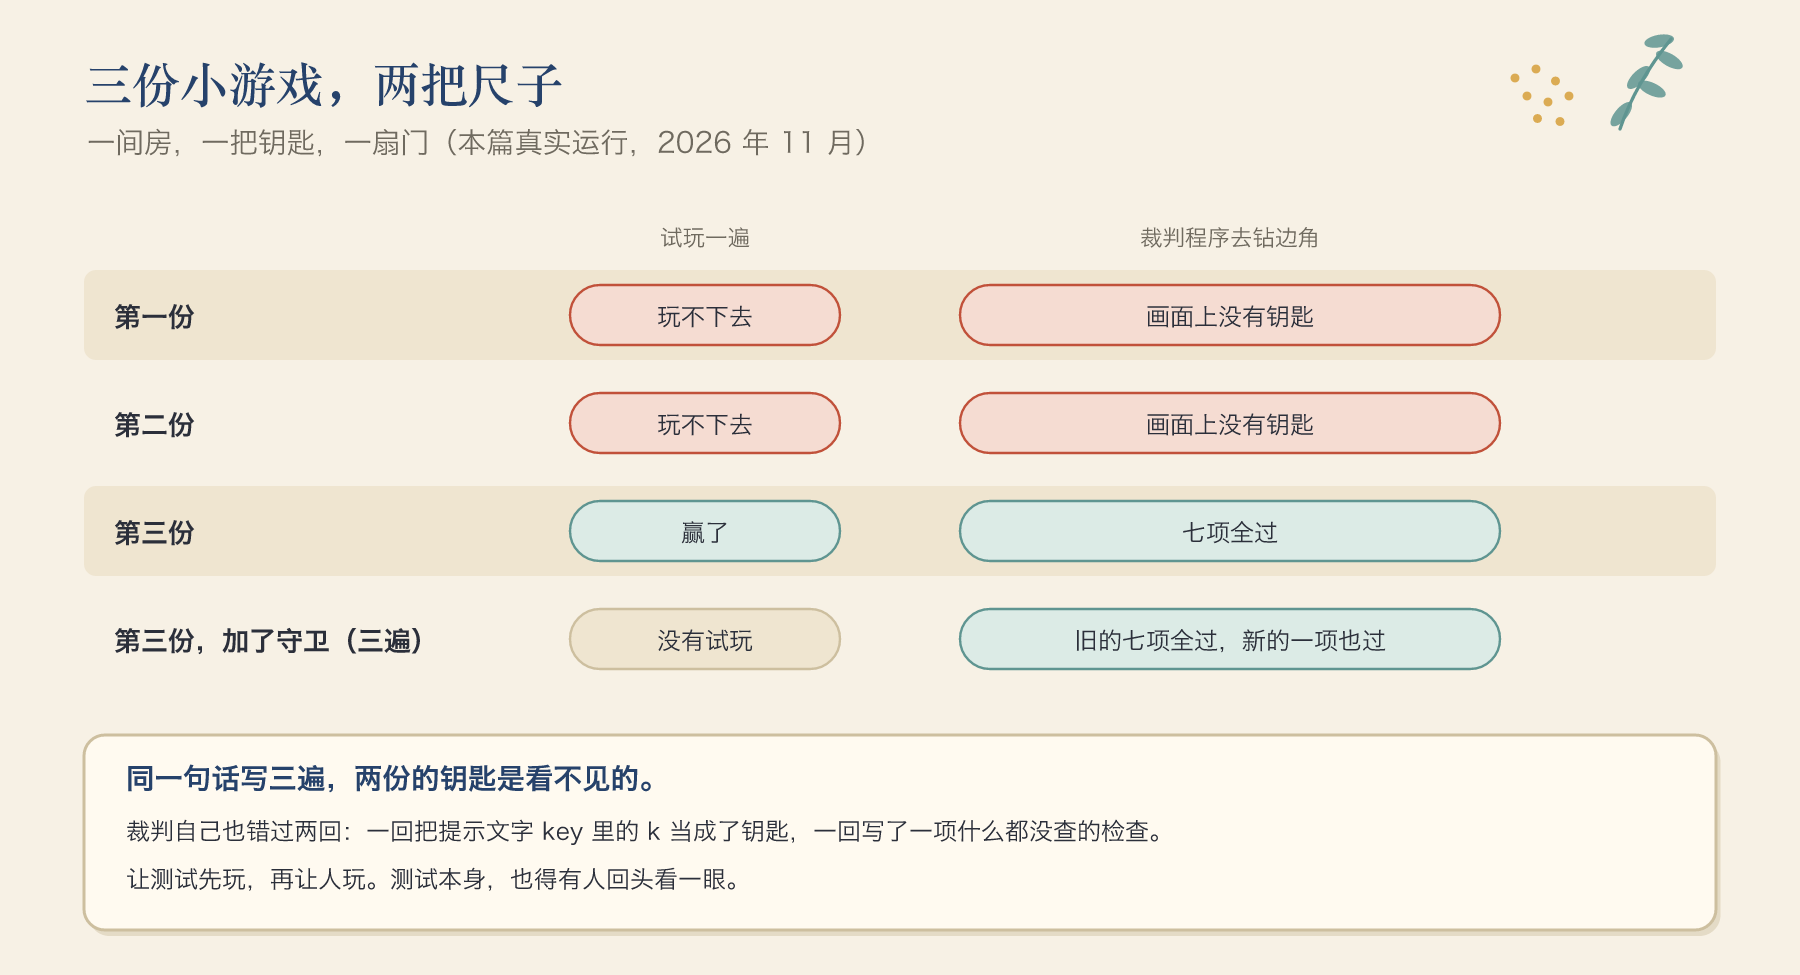 三份小游戏，两把尺子
一间房，一把钥匙，一扇门（本篇真实运行，2026 年 11 月）
试玩一遍
裁判程序去钻边角
第一份
玩不下去
画面上没有钥匙
第二份
玩不下去
画面上没有钥匙
第三份
赢了
七项全过
第三份，加了守卫（三遍）
没有试玩
旧的七项全过，新的一项也过
同一句话写三遍，两份的钥匙是看不见的。
裁判自己也错过两回：一回把提示文字 key 里的 k 当成了钥匙，一回写了一项什么都没查的检查。
让测试先玩，再让人玩。测试本身，也得有人回头看一眼。